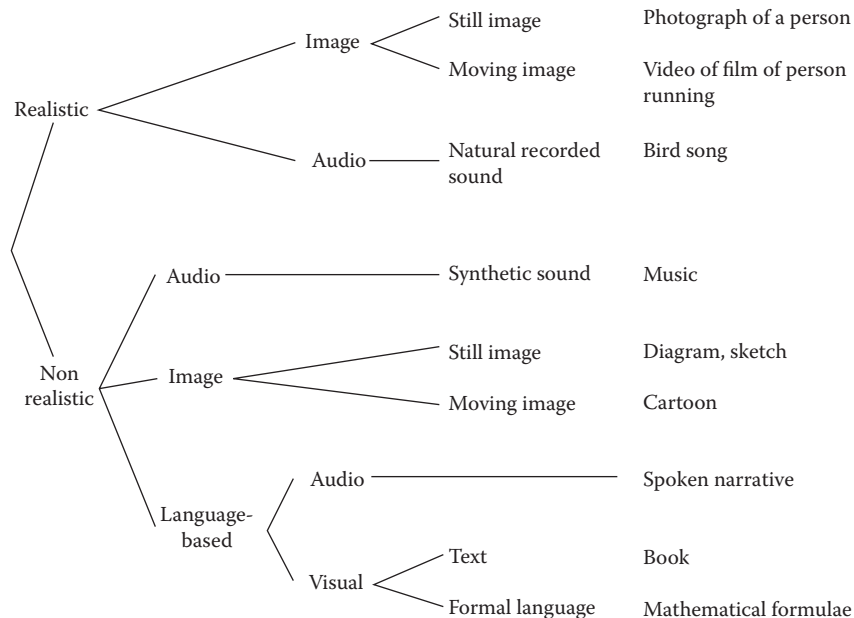 Still image
Photograph of a person
Image
Moving image
Video of film of person
running
Realistic
Audio
Natural recorded
sound
Bird song
Audio
Synthetic sound
Music
Still image
Diagram, sketch
Non
realistic
Image
Moving image
Cartoon
Audio
Spoken narrative
Language-
based
Visual
Text
Book
Formal language
Mathematical formulae